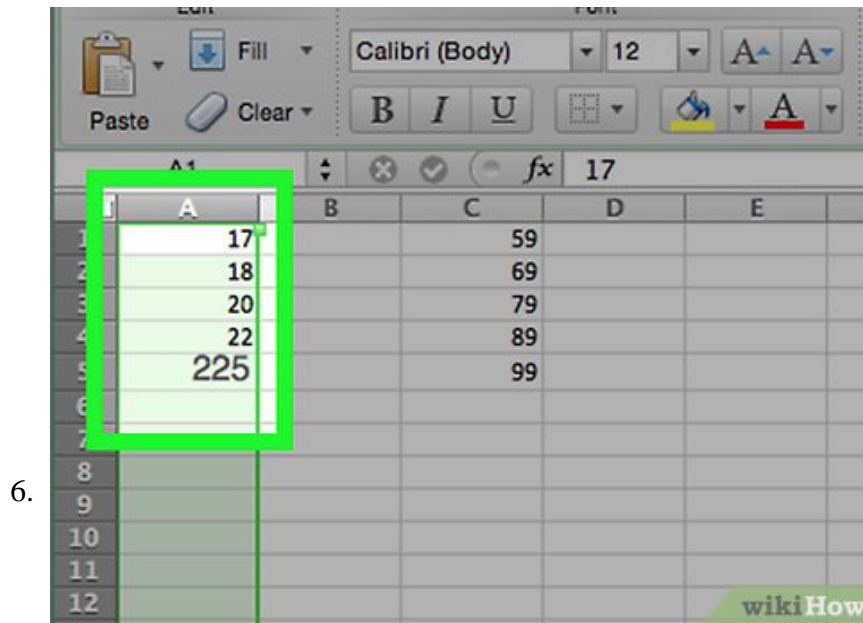 Edit Font
Fill Calibri (Body) 12 A A
Paste Clear B I U A
A1 fx 17
A B C D E
1 17 59
2 18 69
3 20 79
4 22 89
5 225 99
6
7
8
6.
9
10
11
12
wikiHow